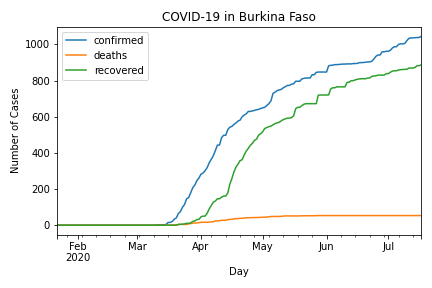 COVID-19 in Burkina Faso
confirmed
deaths
recovered
Number of Cases
1000
800
600
400
200
0
Feb
2020
Mar
Apr
May
Jun
Jul
Day